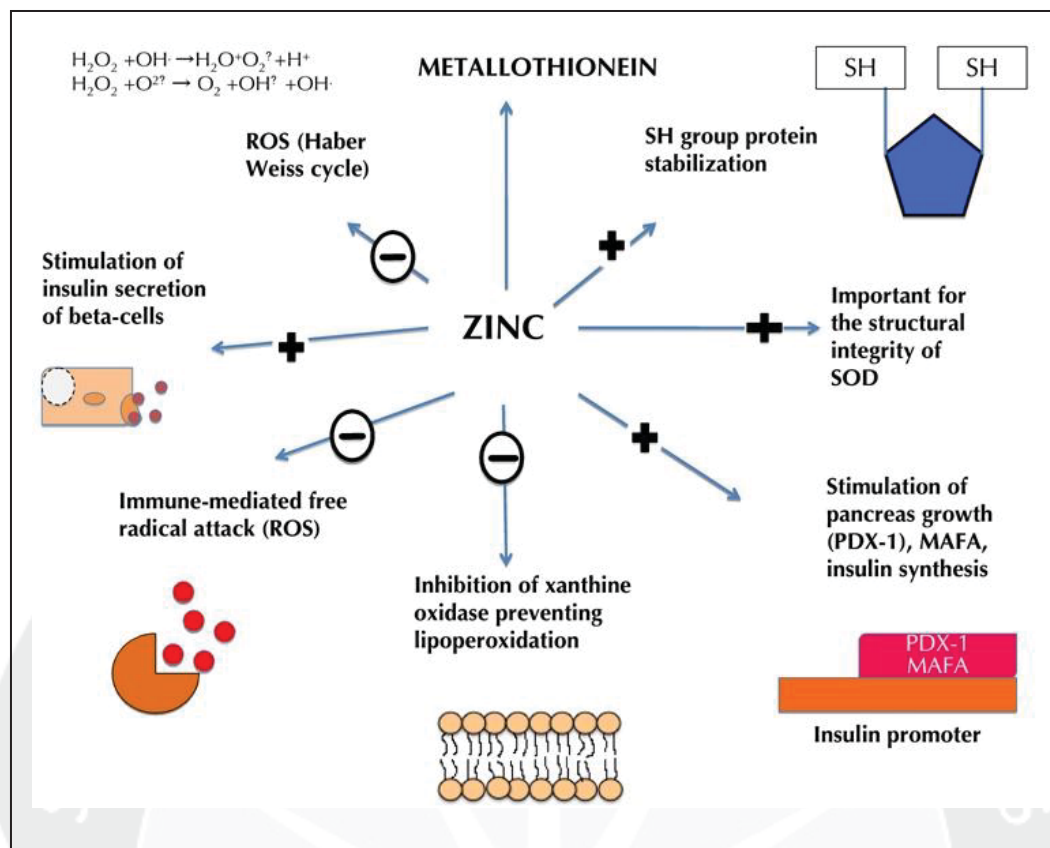 H₂O₂ +OH· →H₂O⁺O₂? +H⁺
H₂O₂ +O²? → O₂ +OH? +OH·
METALLOTHIONEIN
SH
SH
ROS (Haber
Weiss cycle)
SH group protein
stabilization
Stimulation of
insulin secretion
of beta-cells
ZINC
Important for
the structural
integrity of
SOD
Immune-mediated free
radical attack (ROS)
Inhibition of xanthine
oxidase preventing
lipoperoxidation
Stimulation of
pancreas growth
(PDX-1), MAFA,
insulin synthesis
PDX-1
MAFA
Insulin promoter